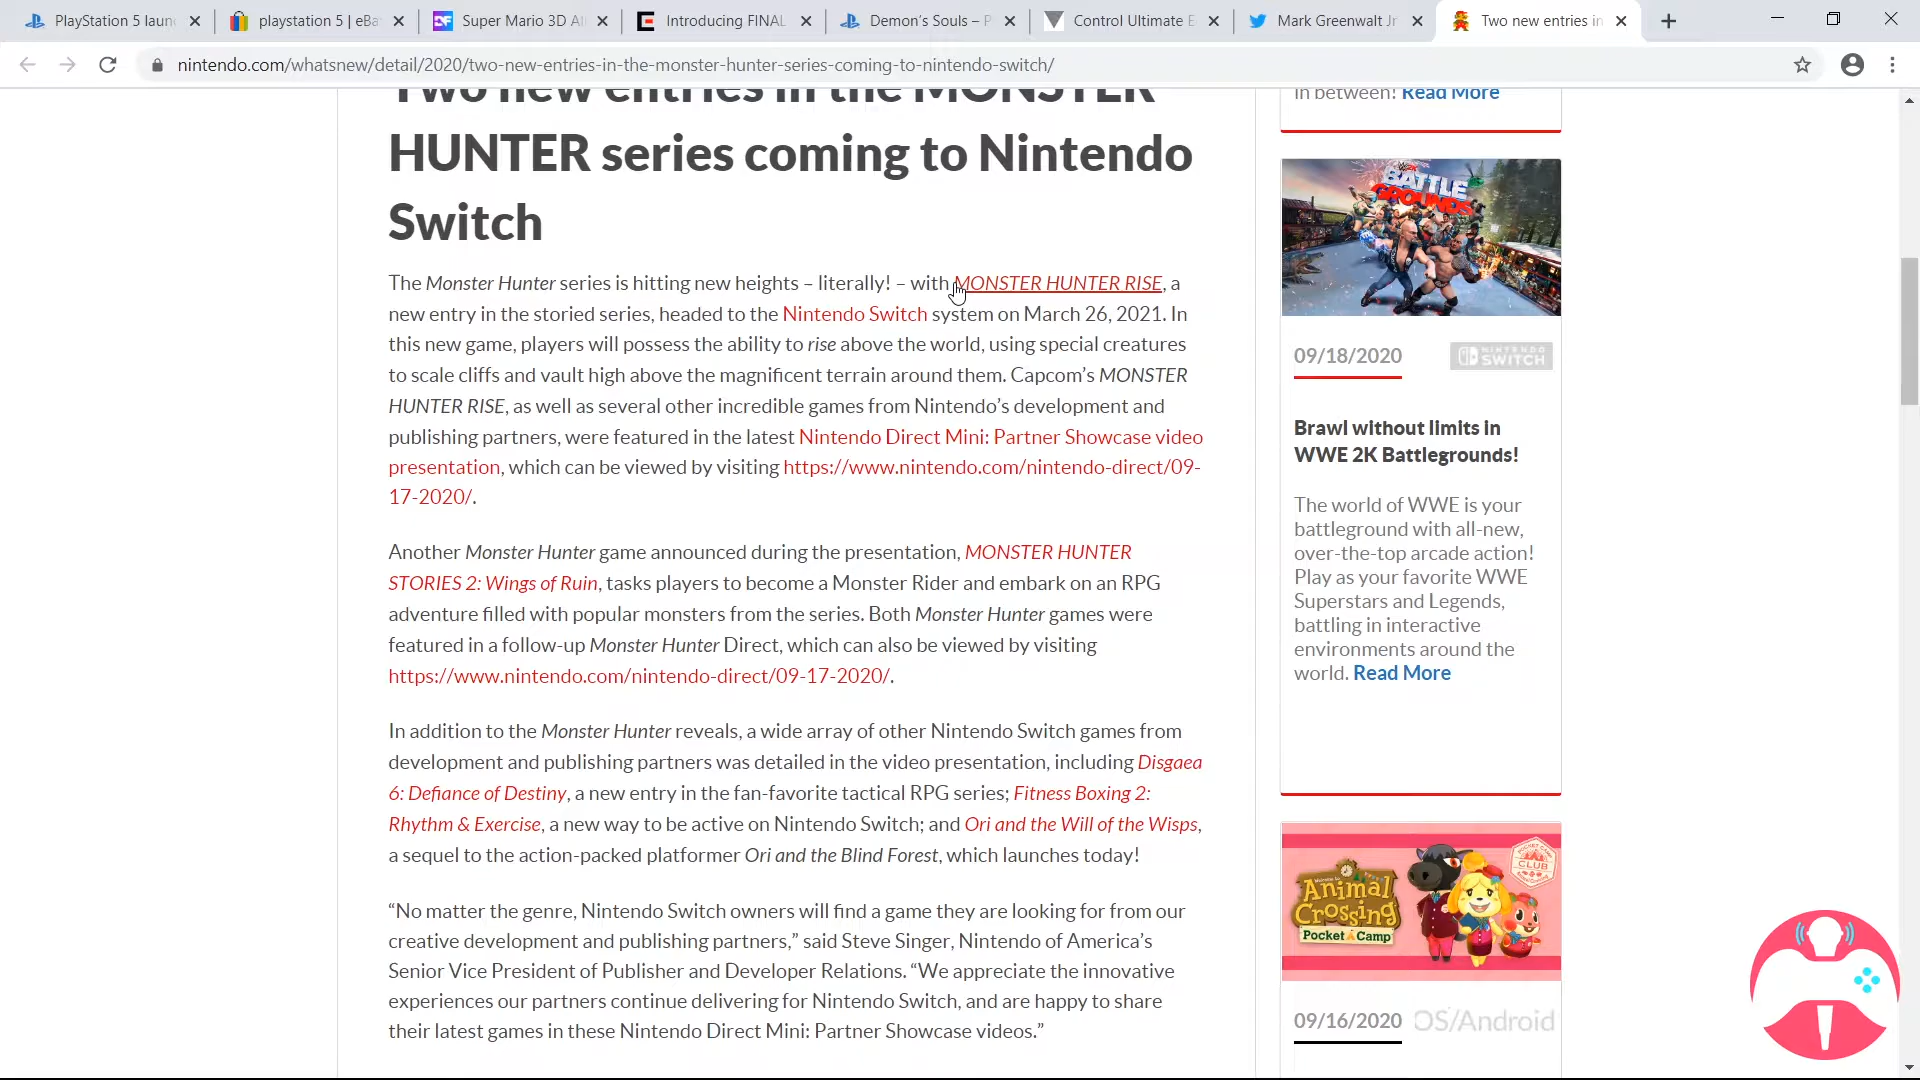 PlayStation 5 laun
playstation 5 | eBa
Super Mario 3D Al
Introducing FINAL
Demon's Souls – P
Control Ultimate E
Mark Greenwalt Jr
Two new entries in
nintendo.com/whatsnew/detail/2020/two-new-entries-in-the-monster-hunter-series-coming-to-nintendo-switch/
Two new entries in the MONSTER
HUNTER series coming to Nintendo
Switch
The Monster Hunter series is hitting new heights – literally! – with MONSTER HUNTER RISE, a
new entry in the storied series, headed to the Nintendo Switch system on March 26, 2021. In
this new game, players will possess the ability to rise above the world, using special creatures
to scale cliffs and vault high above the magnificent terrain around them. Capcom's MONSTER
HUNTER RISE, as well as several other incredible games from Nintendo's development and
publishing partners, were featured in the latest Nintendo Direct Mini: Partner Showcase video
presentation, which can be viewed by visiting https://www.nintendo.com/nintendo-direct/09-
17-2020/.
Another Monster Hunter game announced during the presentation, MONSTER HUNTER
STORIES 2: Wings of Ruin, tasks players to become a Monster Rider and embark on an RPG
adventure filled with popular monsters from the series. Both Monster Hunter games were
featured in a follow-up Monster Hunter Direct, which can also be viewed by visiting
https://www.nintendo.com/nintendo-direct/09-17-2020/.
In addition to the Monster Hunter reveals, a wide array of other Nintendo Switch games from
development and publishing partners was detailed in the video presentation, including Disgaea
6: Defiance of Destiny, a new entry in the fan-favorite tactical RPG series; Fitness Boxing 2:
Rhythm & Exercise, a new way to be active on Nintendo Switch; and Ori and the Will of the Wisps,
a sequel to the action-packed platformer Ori and the Blind Forest, which launches today!
“No matter the genre, Nintendo Switch owners will find a game they are looking for from our
creative development and publishing partners,” said Steve Singer, Nintendo of America's
Senior Vice President of Publisher and Developer Relations. “We appreciate the innovative
experiences our partners continue delivering for Nintendo Switch, and are happy to share
their latest games in these Nintendo Direct Mini: Partner Showcase videos.”
in between! Read More
W2K
BATTLE
GROUNDS
09/18/2020
NINTENDO
SWITCH
Brawl without limits in
WWE 2K Battlegrounds!
The world of WWE is your
battleground with all-new,
over-the-top arcade action!
Play as your favorite WWE
Superstars and Legends,
battling in interactive
environments around the
world. Read More
POCKET CAMP
CLUB
Animal
Crossing
Pocket Camp
09/16/2020
OS/Android